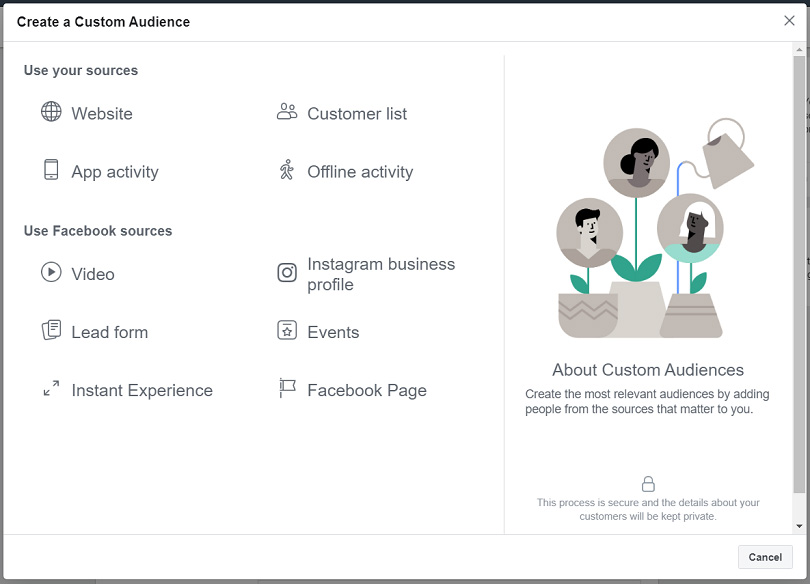 Create a Custom Audience
Use your sources
Website
Customer list
App activity
Offline activity
Use Facebook sources
Video
Instagram business
profile
Lead form
Events
Instant Experience
Facebook Page
About Custom Audiences
Create the most relevant audiences by adding
people from the sources that matter to you.
This process is secure and the details about your
customers will be kept private.
Cancel